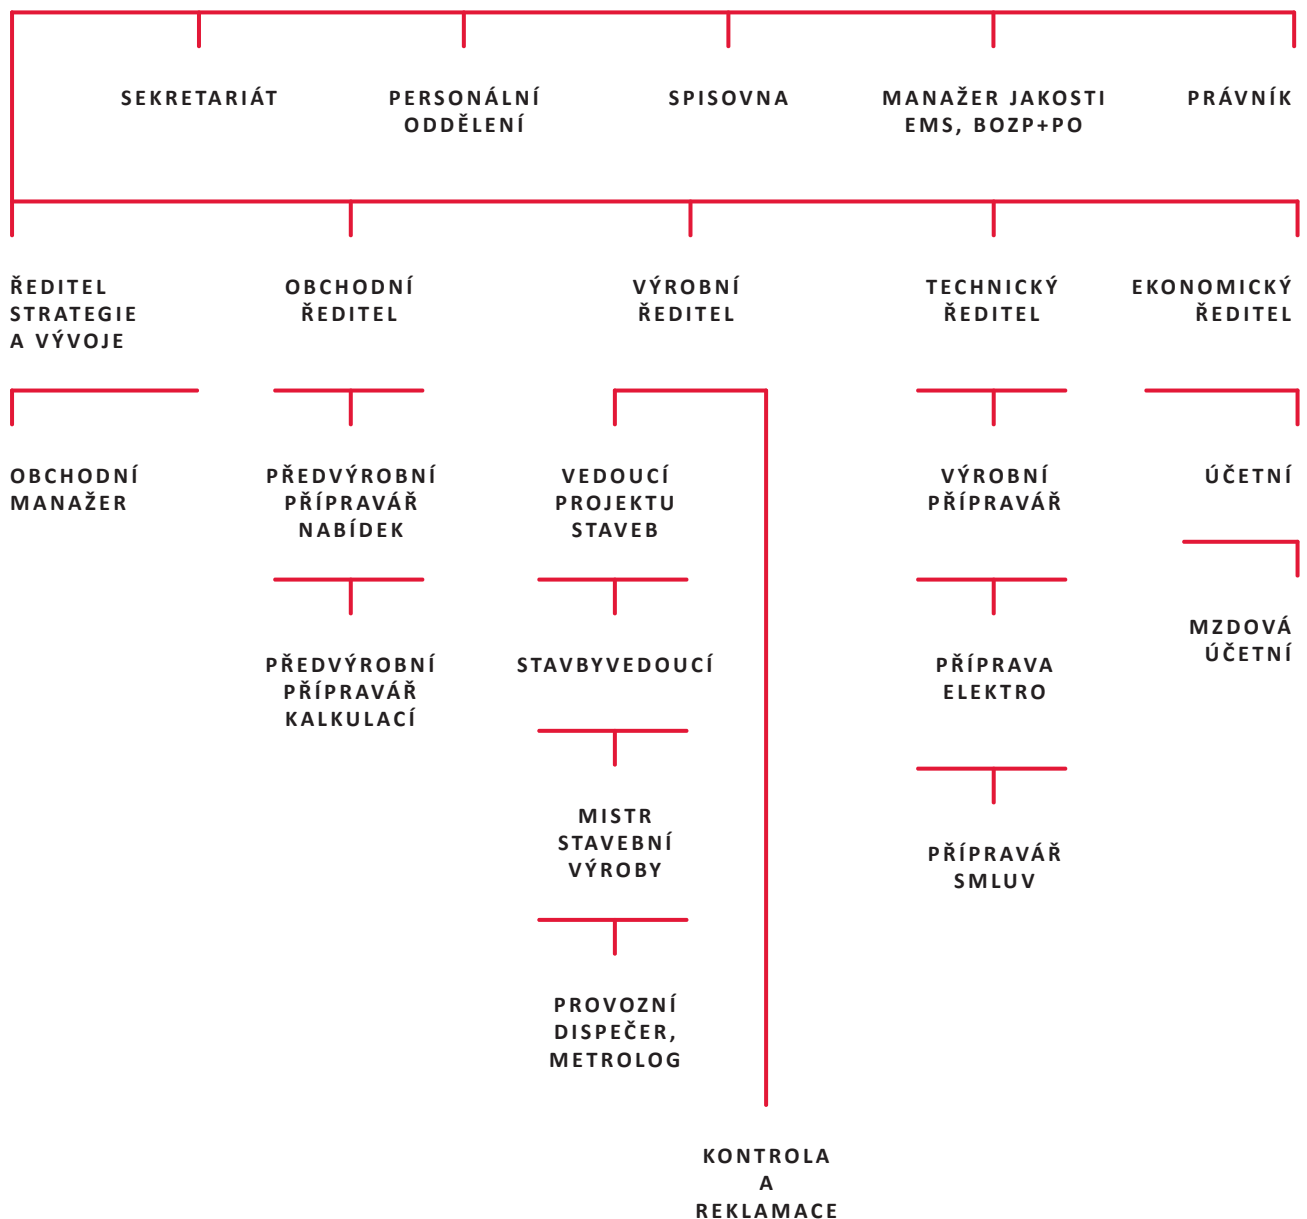 SEKRETARIÁT
PERSONÁLNÍ
ODDĚLENÍ
SPISOVNA
MANAŽER JAKOSTI
EMS, BOZP+PO
PRÁVNÍK
ŘEDITEL
STRATEGIE
A VÝVOJE
OBCHODNÍ
ŘEDITEL
VÝROBNÍ
ŘEDITEL
TECHNICKÝ
ŘEDITEL
EKONOMICKÝ
ŘEDITEL
OBCHODNÍ
MANAŽER
PŘEDVÝROBNÍ
PŘÍPRAVÁŘ
NABÍDEK
VEDOUCÍ
PROJEKTU
STAVEB
VÝROBNÍ
PŘÍPRAVÁŘ
ÚČETNÍ
PŘEDVÝROBNÍ
PŘÍPRAVÁŘ
KALKULACÍ
STAVBYVEDOUCÍ
PŘÍPRAVA
ELEKTRO
MZDOVÁ
ÚČETNÍ
MISTR
STAVEBNÍ
VÝROBY
PŘÍPRAVÁŘ
SMLUV
PROVOZNÍ
DISPEČER,
METROLOG
KONTROLA
A
REKLAMACE